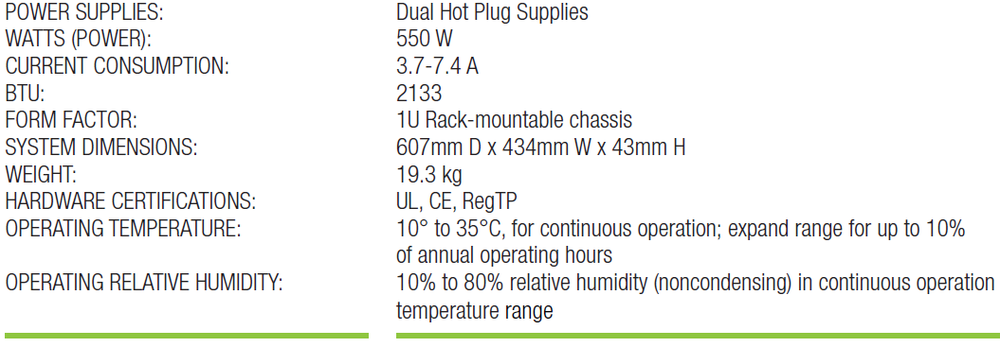 POWER SUPPLIES: Dual Hot Plug Supplies
WATTS (POWER): 550 W
CURRENT CONSUMPTION: 3.7-7.4 A
BTU: 2133
FORM FACTOR: 1U Rack-mountable chassis
SYSTEM DIMENSIONS: 607mm D x 434mm W x 43mm H
WEIGHT: 19.3 kg
HARDWARE CERTIFICATIONS: UL, CE, RegTP
OPERATING TEMPERATURE: 10° to 35°C, for continuous operation; expand range for up to 10%
of annual operating hours
OPERATING RELATIVE HUMIDITY: 10% to 80% relative humidity (noncondensing) in continuous operation
temperature range